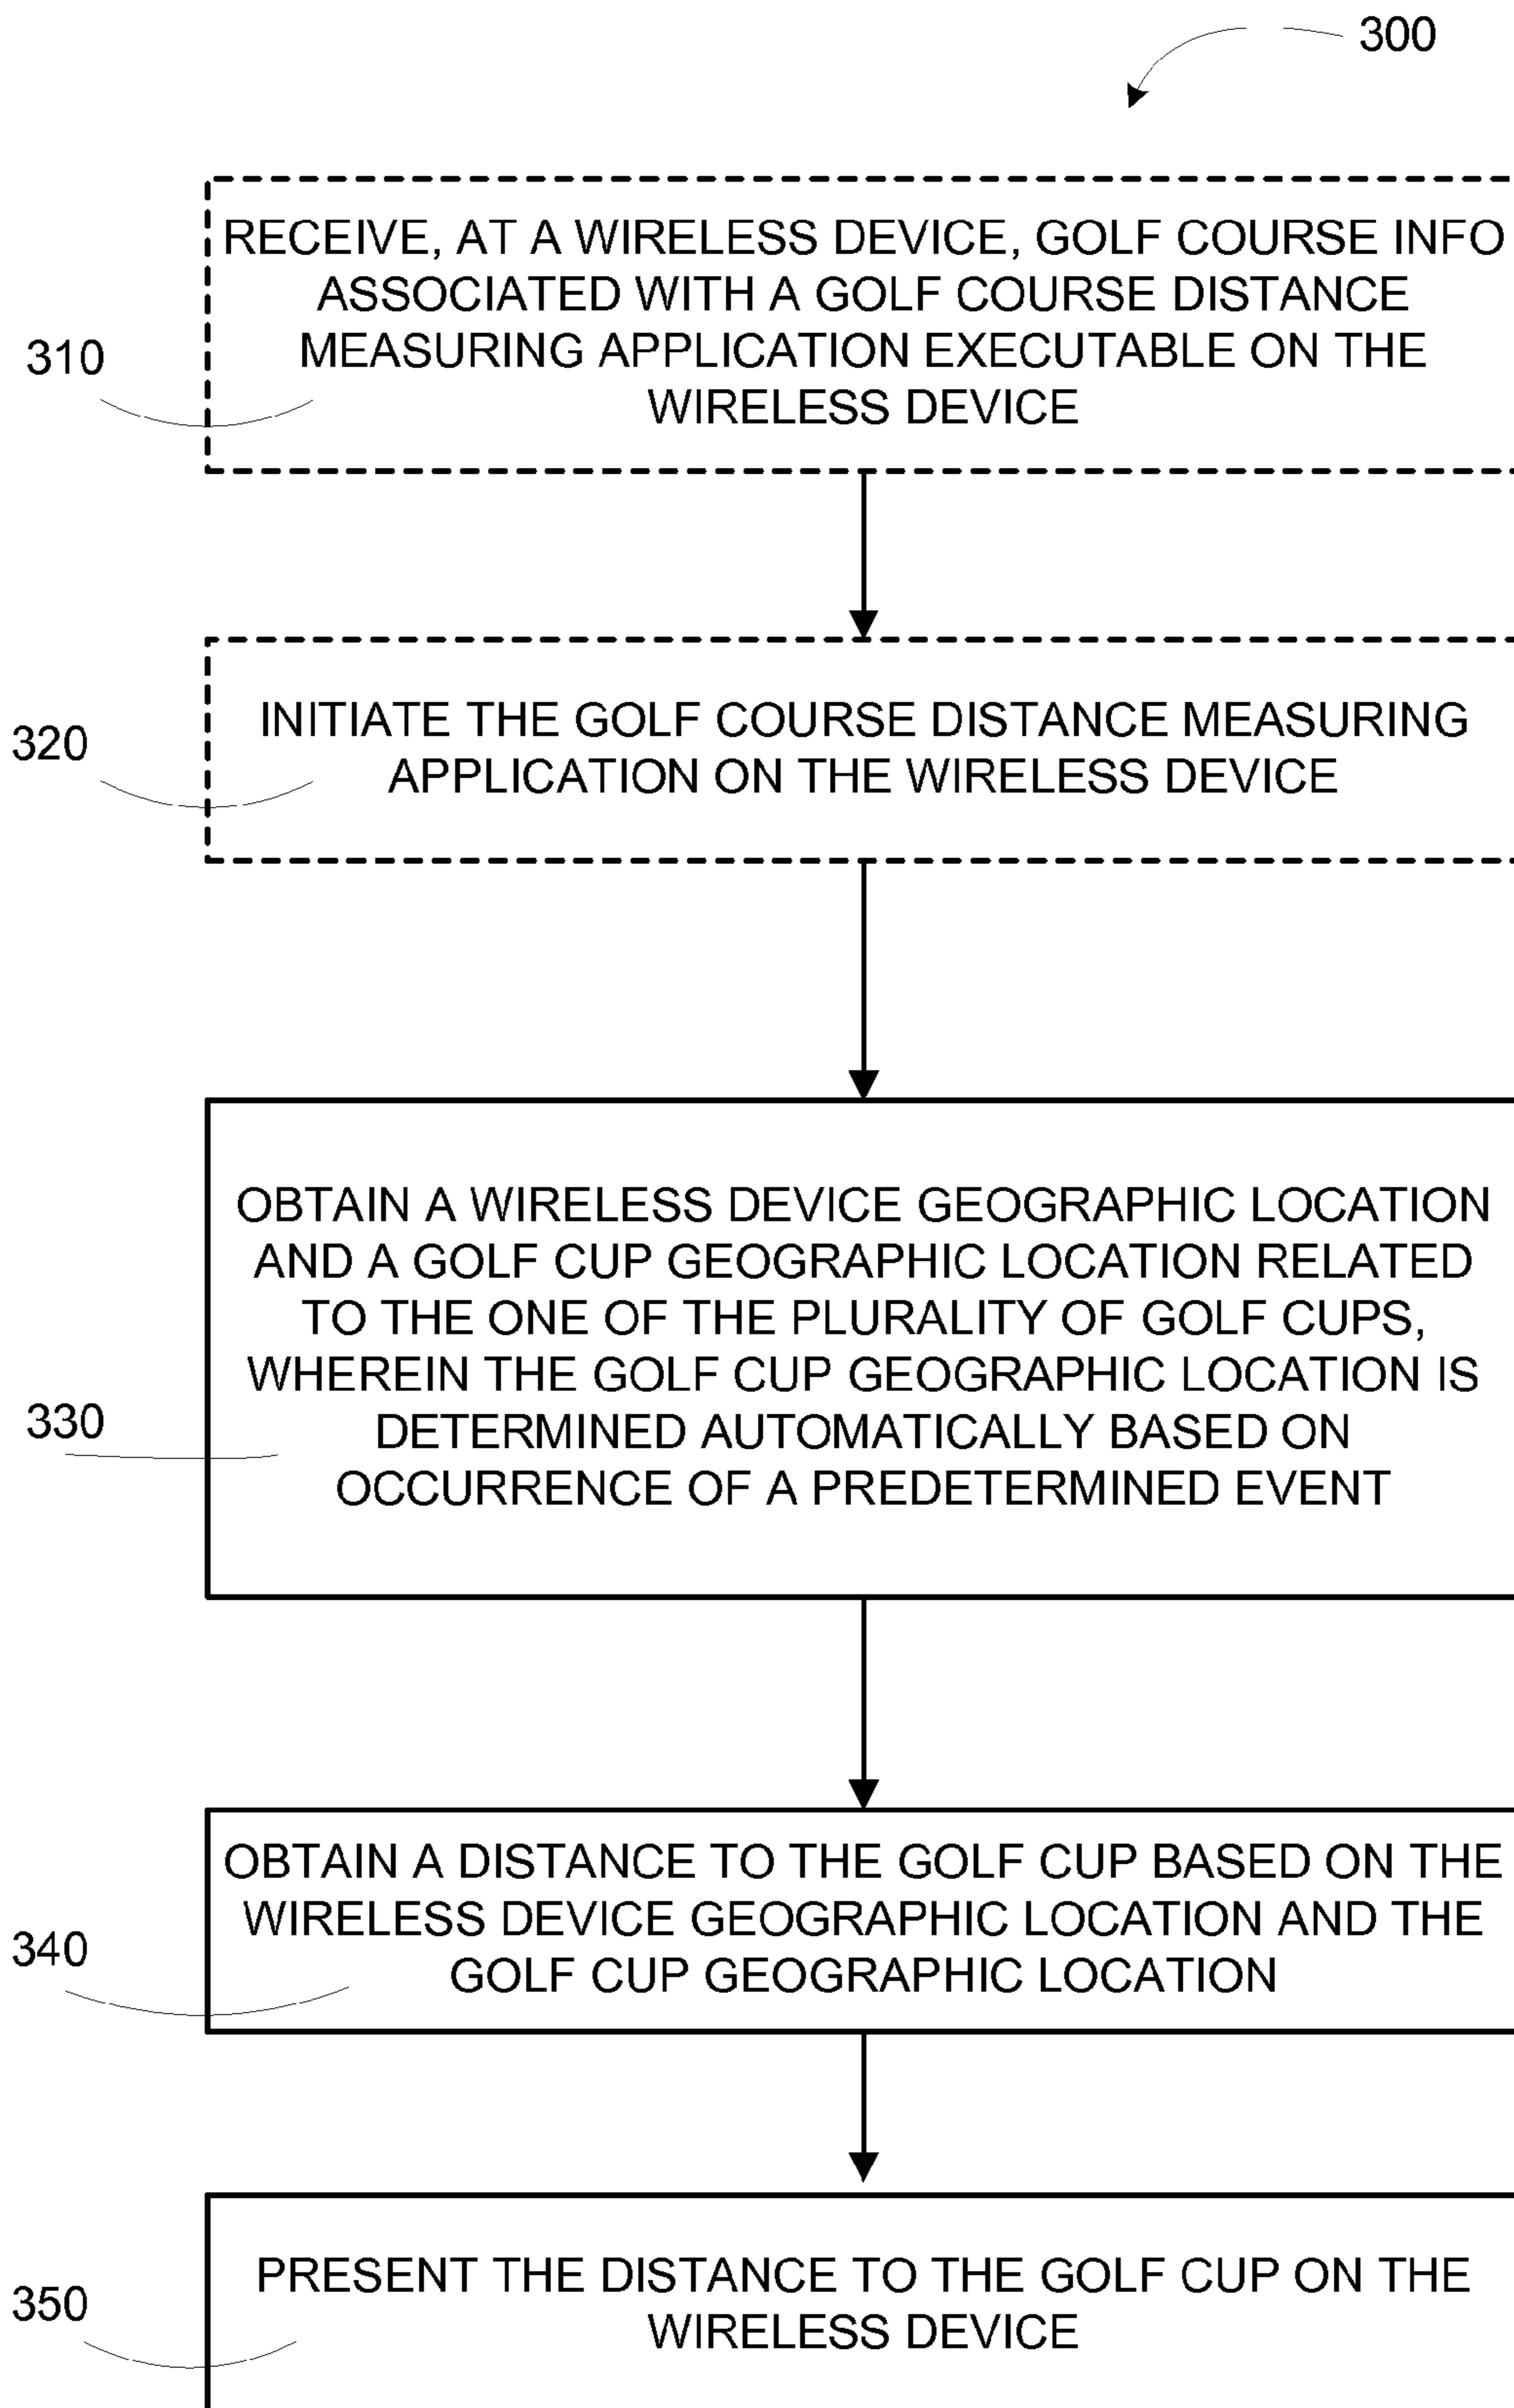 300
RECEIVE, AT A WIRELESS DEVICE, GOLF COURSE INFO
ASSOCIATED WITH A GOLF COURSE DISTANCE
MEASURING APPLICATION EXECUTABLE ON THE
WIRELESS DEVICE
310
INITIATE THE GOLF COURSE DISTANCE MEASURING
APPLICATION ON THE WIRELESS DEVICE
320
OBTAIN A WIRELESS DEVICE GEOGRAPHIC LOCATION
AND A GOLF CUP GEOGRAPHIC LOCATION RELATED
TO THE ONE OF THE PLURALITY OF GOLF CUPS,
WHEREIN THE GOLF CUP GEOGRAPHIC LOCATION IS
DETERMINED AUTOMATICALLY BASED ON
OCCURRENCE OF A PREDETERMINED EVENT
330
OBTAIN A DISTANCE TO THE GOLF CUP BASED ON THE
WIRELESS DEVICE GEOGRAPHIC LOCATION AND THE
GOLF CUP GEOGRAPHIC LOCATION
340
PRESENT THE DISTANCE TO THE GOLF CUP ON THE
WIRELESS DEVICE
350